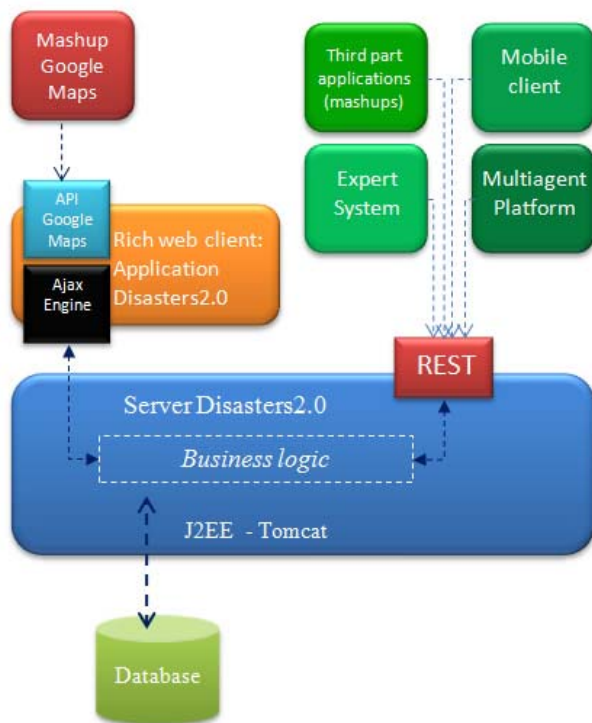 Mashup
Google
Maps
Third part
applications
(mashups)
Mobile
client
Expert
System
Multiagent
Platform
API
Google
Maps
Rich web client:
Application
Disasters2.0
Ajax
Engine
REST
Server Disasters2.0
Business logic
J2EE - Tomcat
Database